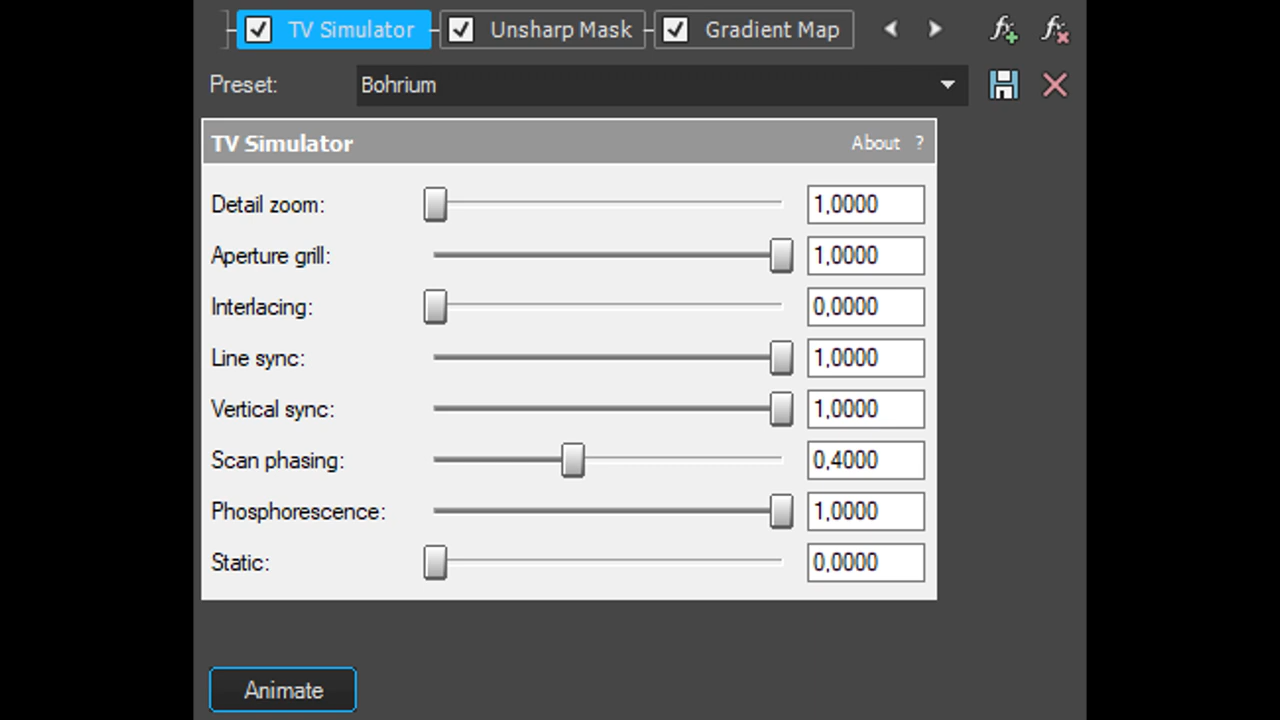 TV Simulator Unsharp Mask Gradient Map fx fx
Preset: Bohrium
TV Simulator About ?
Detail zoom: 1,0000
Aperture grill: 1,0000
Interlacing: 0,0000
Line sync: 1,0000
Vertical sync: 1,0000
Scan phasing: 0,4000
Phosphorescence: 1,0000
Static: 0,0000
Animate